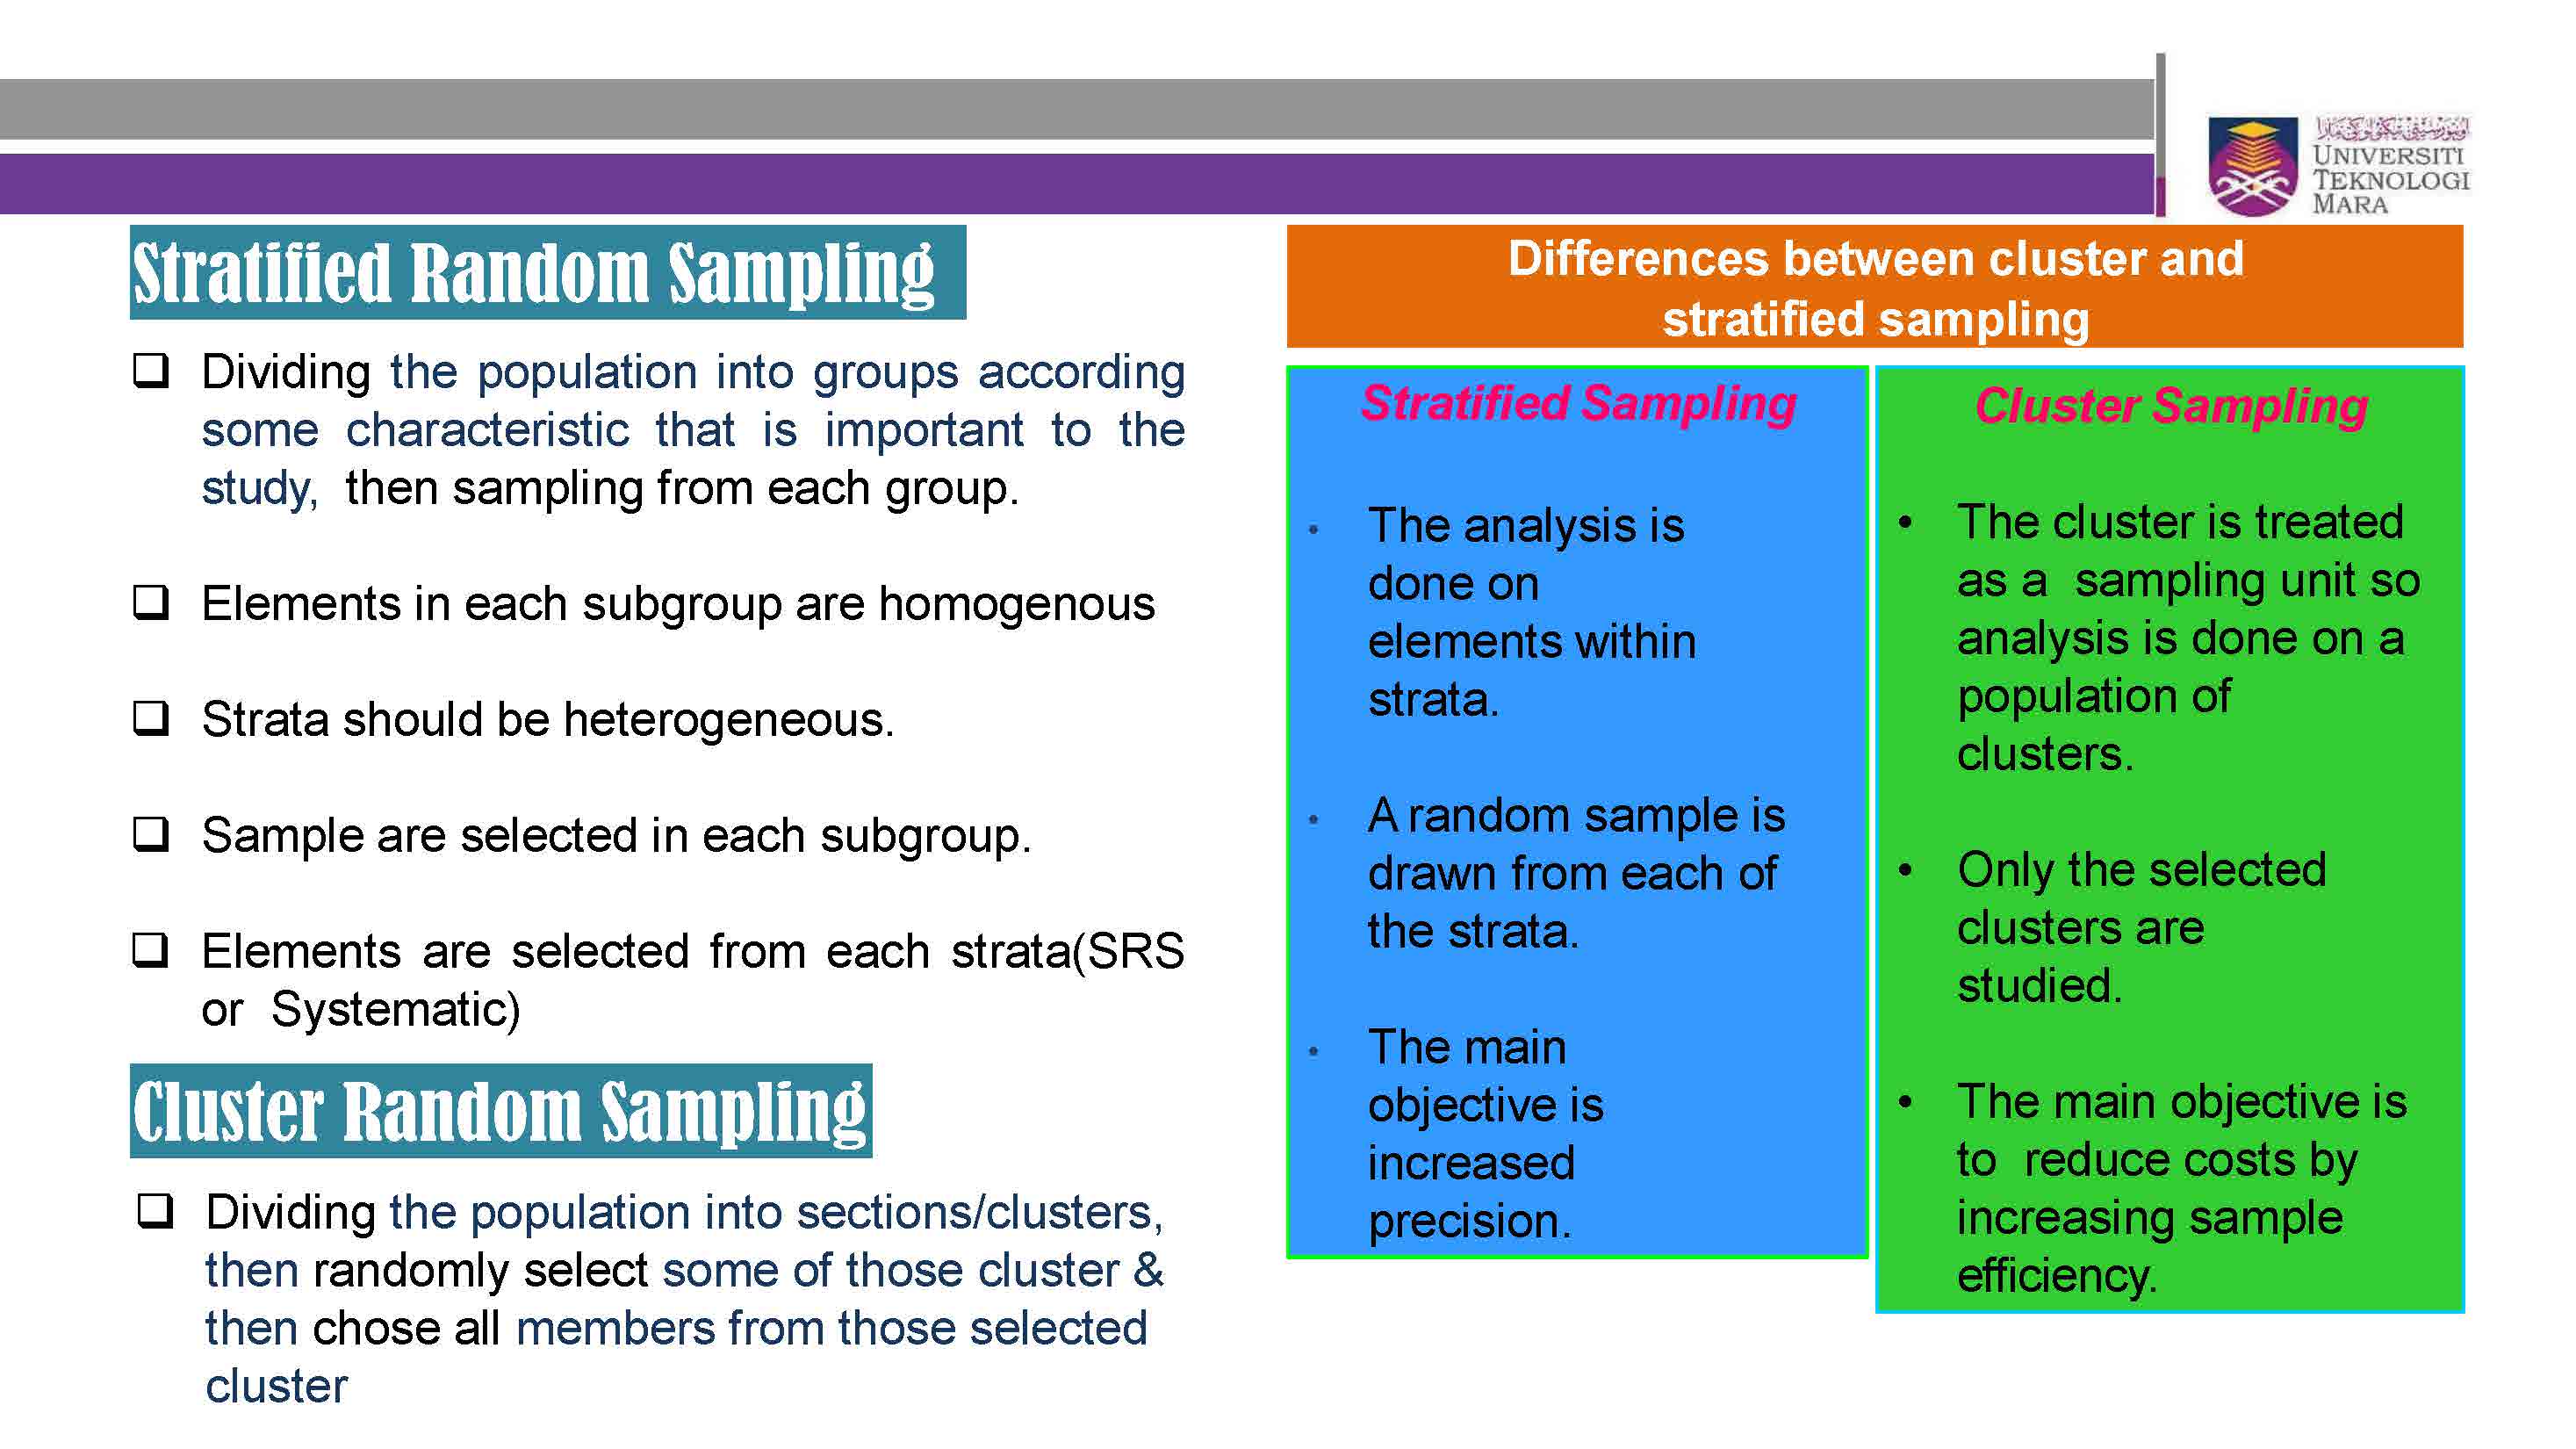 UNIVERSITI
TEKNOLOGI
MARA
Stratified Random Sampling
❑ Dividing the population into groups according
some characteristic that is important to the
study, then sampling from each group.
❑ Elements in each subgroup are homogenous
❑ Strata should be heterogeneous.
❑ Sample are selected in each subgroup.
❑ Elements are selected from each strata(SRS
or Systematic)
Cluster Random Sampling
❑ Dividing the population into sections/clusters,
then randomly select some of those cluster &
then chose all members from those selected
cluster
Differences between cluster and
stratified sampling
Stratified Sampling
• The analysis is
done on
elements within
strata.
• A random sample is
drawn from each of
the strata.
• The main
objective is
increased
precision.
Cluster Sampling
• The cluster is treated
as a sampling unit so
analysis is done on a
population of
clusters.
• Only the selected
clusters are
studied.
• The main objective is
to reduce costs by
increasing sample
efficiency.